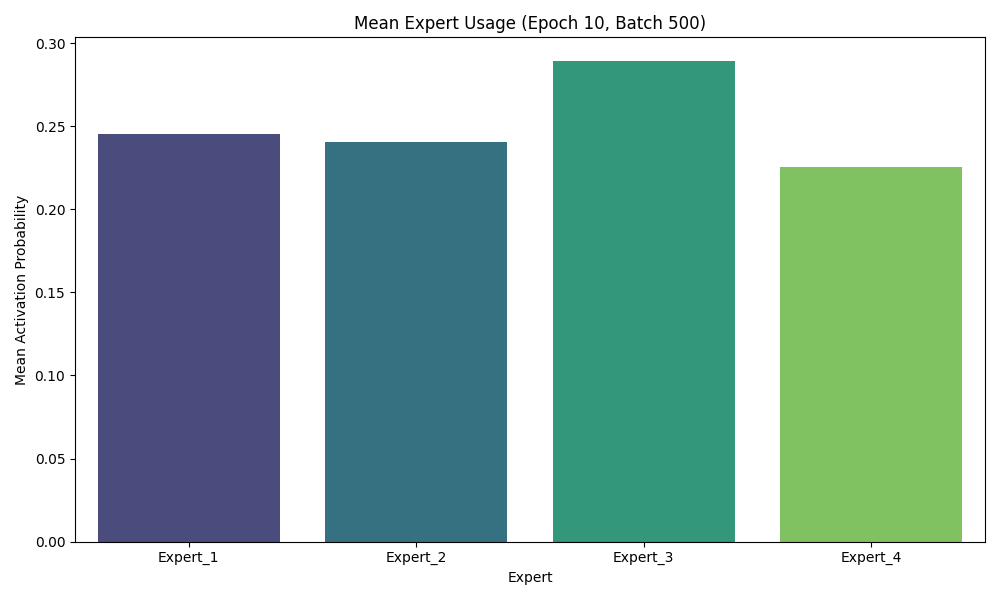 Mean Expert Usage (Epoch 10, Batch 500)
0.30
0.25
0.20
0.15
0.10
0.05
0.00
Mean Activation Probability
Expert_1 Expert_2 Expert_3 Expert_4
Expert